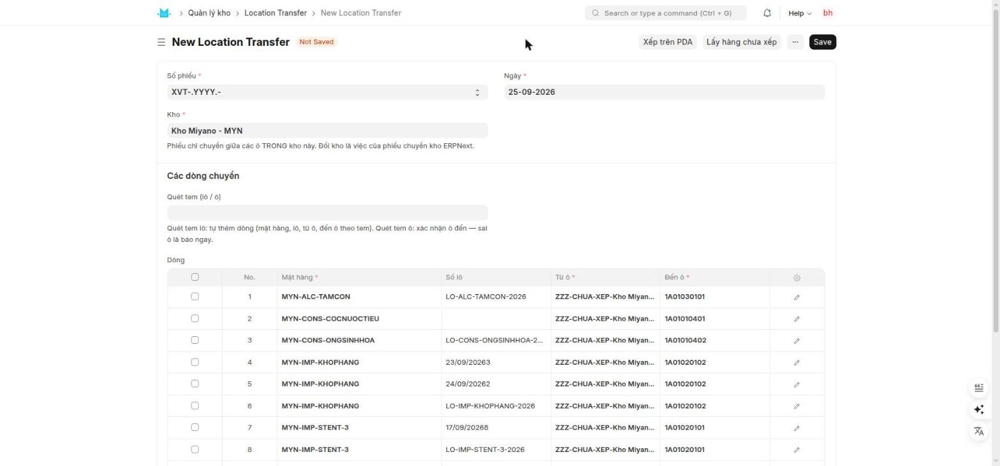 Quản lý kho
Location Transfer
New Location Transfer
Search or type a command (Ctrl + G)
Help
bh
New Location Transfer
Not Saved
Xếp trên PDA
Lấy hàng chưa xếp
···
Save
Số phiếu *
Ngày *
XVT-.YYYY.-
25-09-2026
Kho *
Kho Miyano - MYN
Phiếu chỉ chuyển giữa các ô TRONG kho này. Đổi kho là việc của phiếu chuyển kho ERPNext.
Các dòng chuyển
Quét tem (lô / ô)
Quét tem lô: tự thêm dòng (mặt hàng, lô, từ ô, đến ô theo tem). Quét tem ô: xác nhận ô đến — sai
ô là báo ngay.
Dòng
No. Mặt hàng * Số lô Từ ô * Đến ô *
1 MYN-ALC-TAMCON LO-ALC-TAMCON-2026 ZZZ-CHUA-XEP-Kho Miyan... 1A01030101
2 MYN-CONS-COCNUOCTIEU ZZZ-CHUA-XEP-Kho Miyan... 1A01010401
3 MYN-CONS-ONGSINHHOA LO-CONS-ONGSINHHOA-2... ZZZ-CHUA-XEP-Kho Miyan... 1A01010402
4 MYN-IMP-KHOPHANG 23/09/20263 ZZZ-CHUA-XEP-Kho Miyan... 1A01020102
5 MYN-IMP-KHOPHANG 24/09/20262 ZZZ-CHUA-XEP-Kho Miyan... 1A01020102
6 MYN-IMP-KHOPHANG LO-IMP-KHOPHANG-2026 ZZZ-CHUA-XEP-Kho Miyan... 1A01020102
7 MYN-IMP-STENT-3 17/09/20268 ZZZ-CHUA-XEP-Kho Miyan... 1A01020101
8 MYN-IMP-STENT-3 LO-IMP-STENT-3-2026 ZZZ-CHUA-XEP-Kho Miyan... 1A01020101